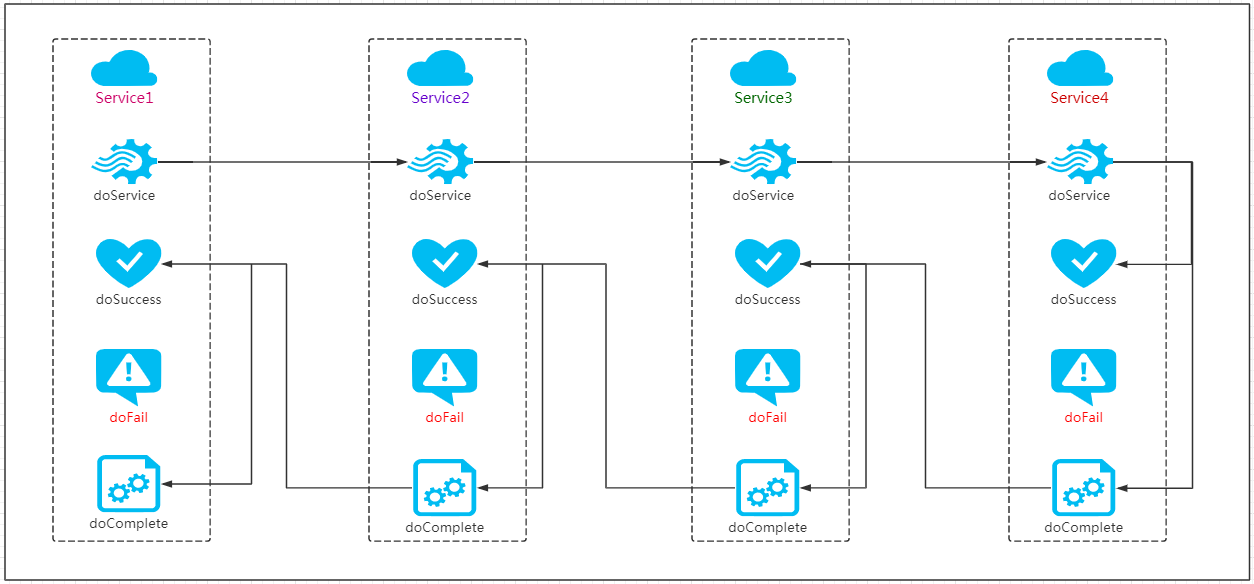 Service1
Service2
Service3
Service4
doService
doService
doService
doService
doSuccess
doSuccess
doSuccess
doSuccess
doFail
doFail
doFail
doFail
doComplete
doComplete
doComplete
doComplete